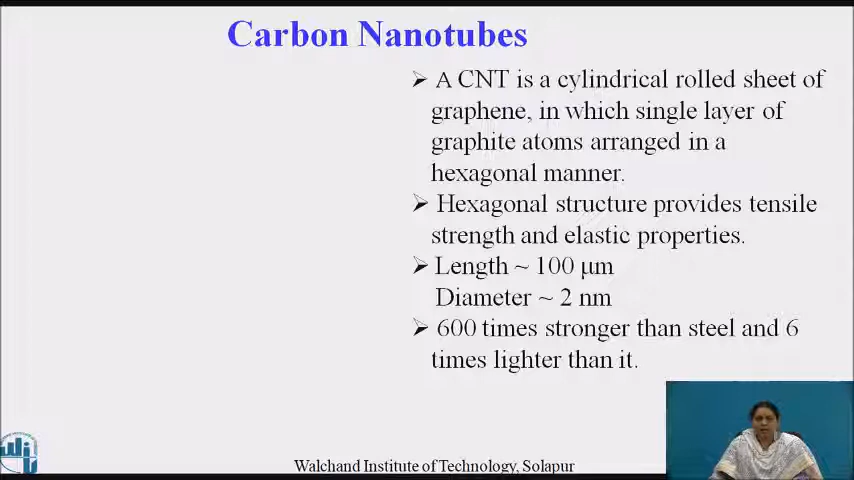 Carbon Nanotubes
➢ A CNT is a cylindrical rolled sheet of
graphene, in which single layer of
graphite atoms arranged in a
hexagonal manner.
➢ Hexagonal structure provides tensile
strength and elastic properties.
➢ Length ~ 100 μm
Diameter ~ 2 nm
➢ 600 times stronger than steel and 6
times lighter than it.
Walchand Institute of Technology, Solapur